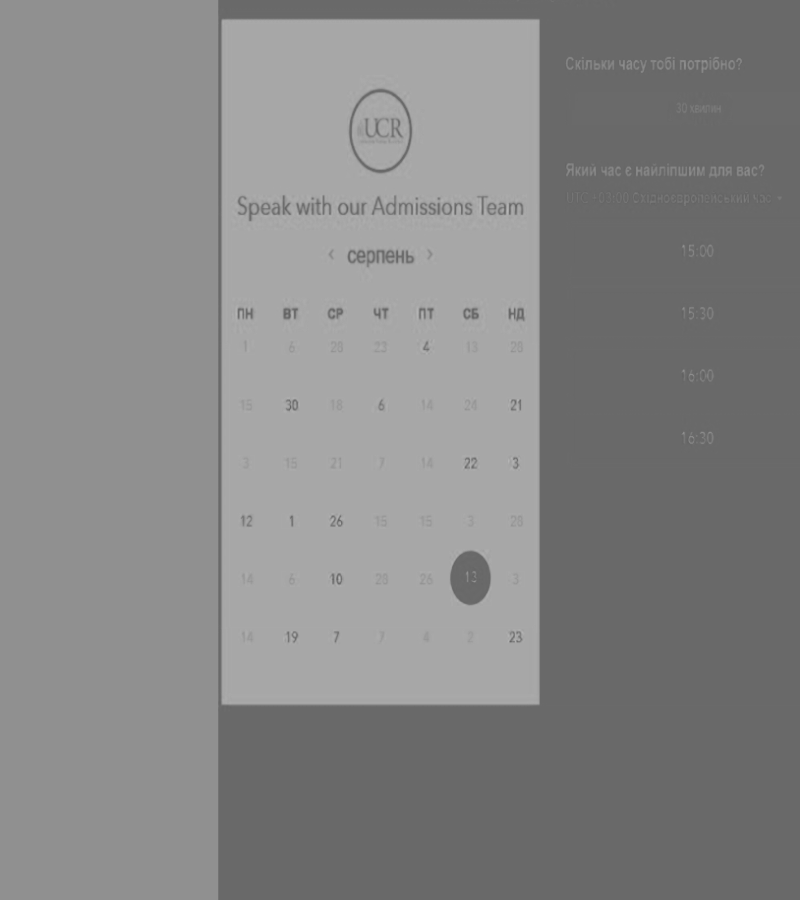 UCR
Speak with our Admissions Team
‹ серпень ›
ПН ВТ СР ЧТ ПТ СБ НД
1 6 20 23 4 13 28
15 30 18 6 14 24 21
3 15 21 7 14 22 3
12 1 26 15 15 3 28
14 6 10 28 26 13 3
14 19 7 7 4 2 23
Скільки часу тобі потрібно?
30 хвилин
Який час є найліпшим для вас?
UTC +03:00 Східноєвропейський час
15:00
15:30
16:00
16:30